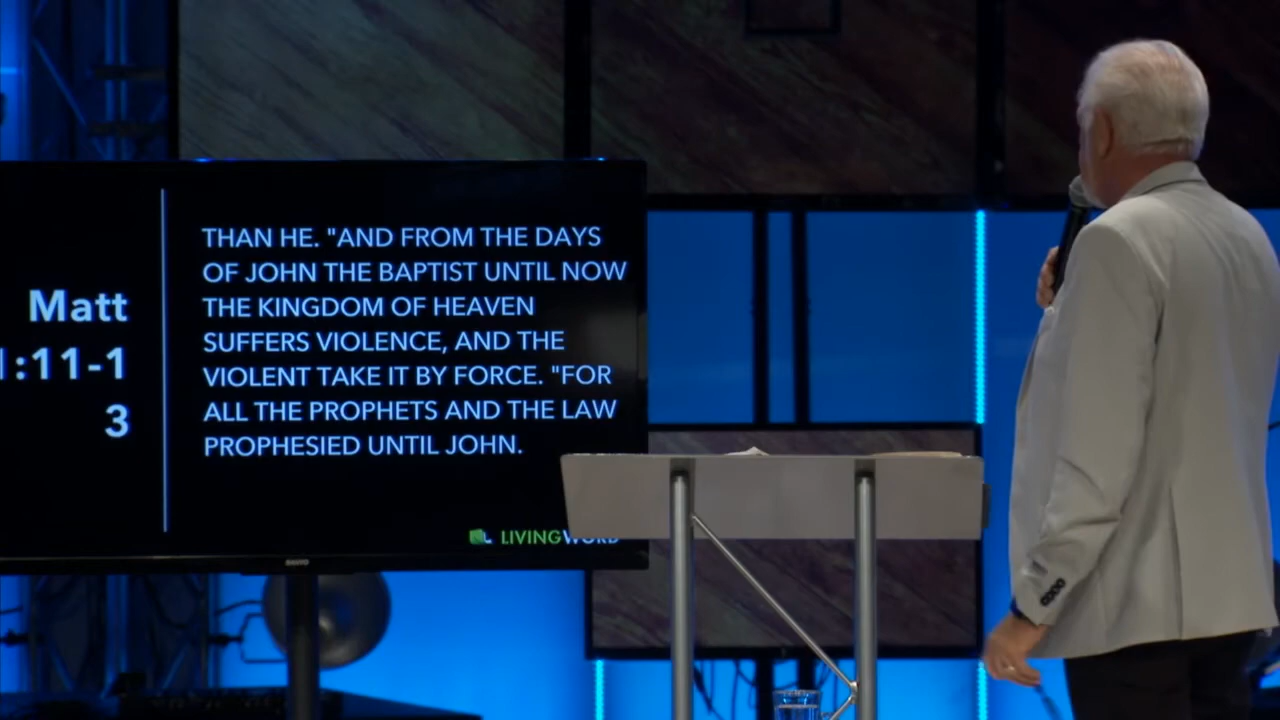 Matt
1:11-1
3
THAN HE. "AND FROM THE DAYS
OF JOHN THE BAPTIST UNTIL NOW
THE KINGDOM OF HEAVEN
SUFFERS VIOLENCE, AND THE
VIOLENT TAKE IT BY FORCE. "FOR
ALL THE PROPHETS AND THE LAW
PROPHESIED UNTIL JOHN.
LIVINGWORD
SANYO